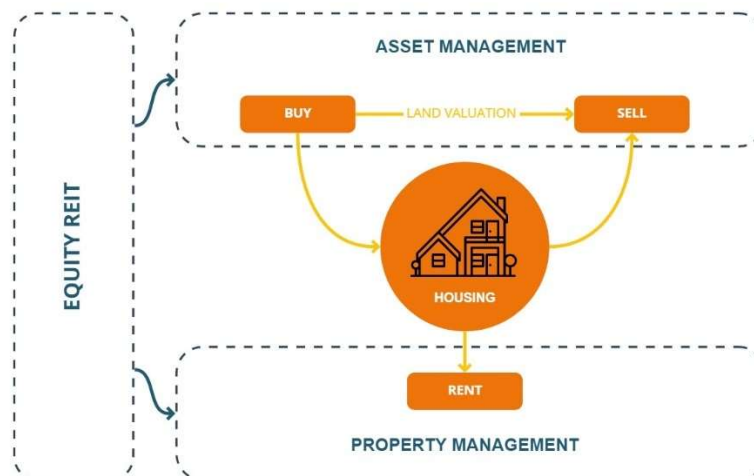 EQUITY REIT
ASSET MANAGEMENT
BUY
LAND VALUATION
SELL
HOUSING
RENT
PROPERTY MANAGEMENT